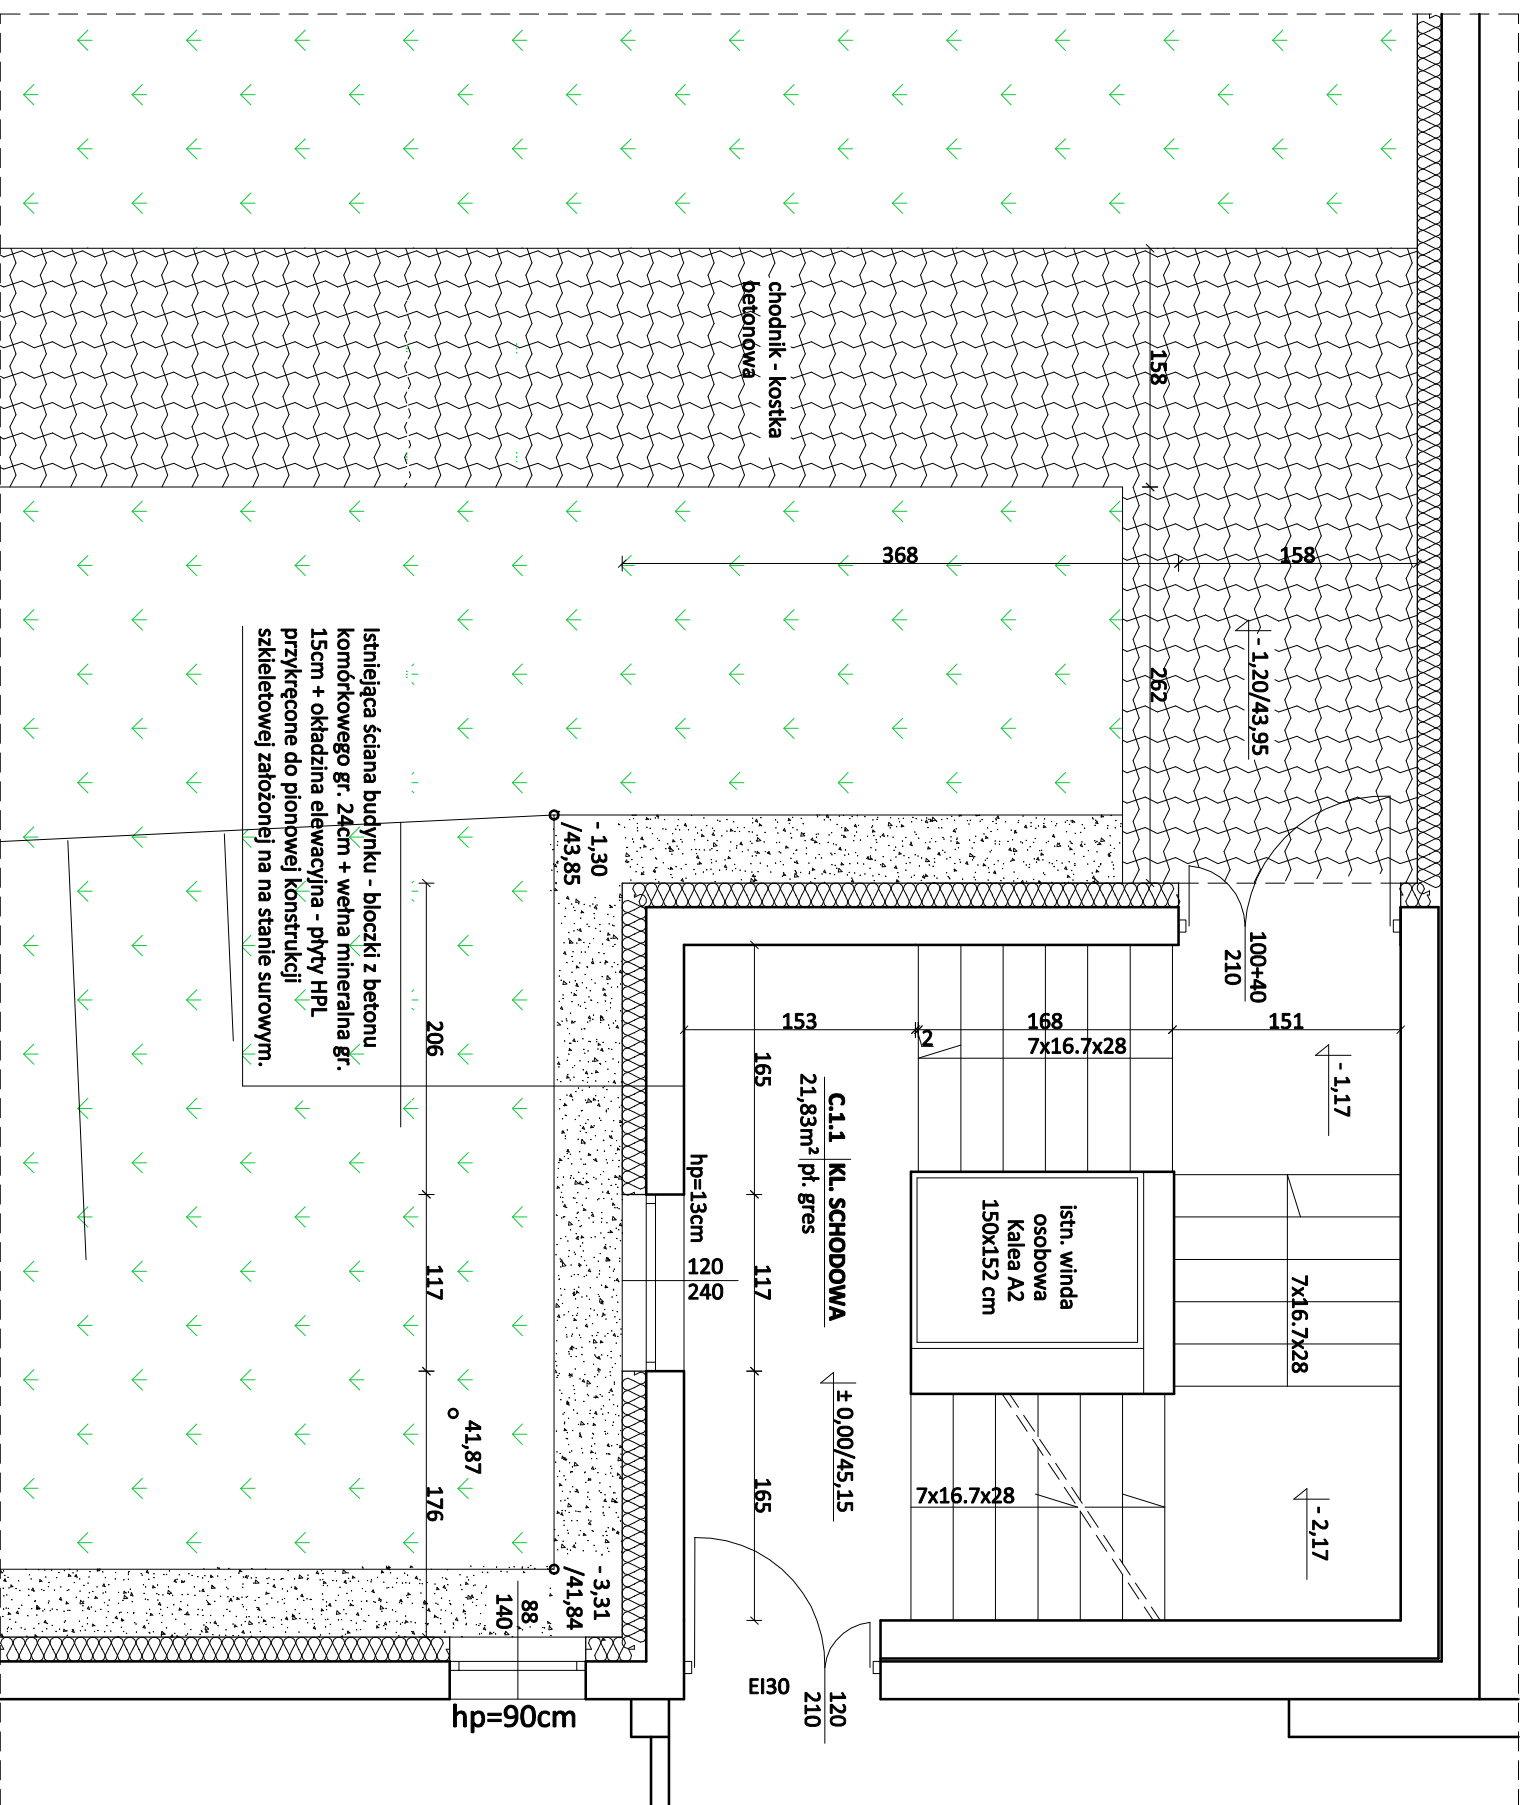 chodnik - kostka
betonowa
158
368
158
262
- 1,20/43,95
Istniejąca ściana budynku - bloczki z betonu
komórkowego gr. 24cm + wełna mineralna gr.
15cm + okładzina elewacyjna - płyty HPL
przykręcone do pionowej konstrukcji
szkieletowej założonej na na stanie surowym.
- 1,30
/43,85
100+40
210
153
2
168
7x16.7x28
151
- 1,17
206
165
C.1.1 KL. SCHODOWA
21,83m² pł. gres
hp=13cm
120
240
117
117
istn. winda
osobowa
Kalea A2
150x152 cm
7x16.7x28
± 0,00/45,15
41,87
176
165
7x16.7x28
- 2,17
- 3,31
/41,84
88
140
hp=90cm
EI30
120
210